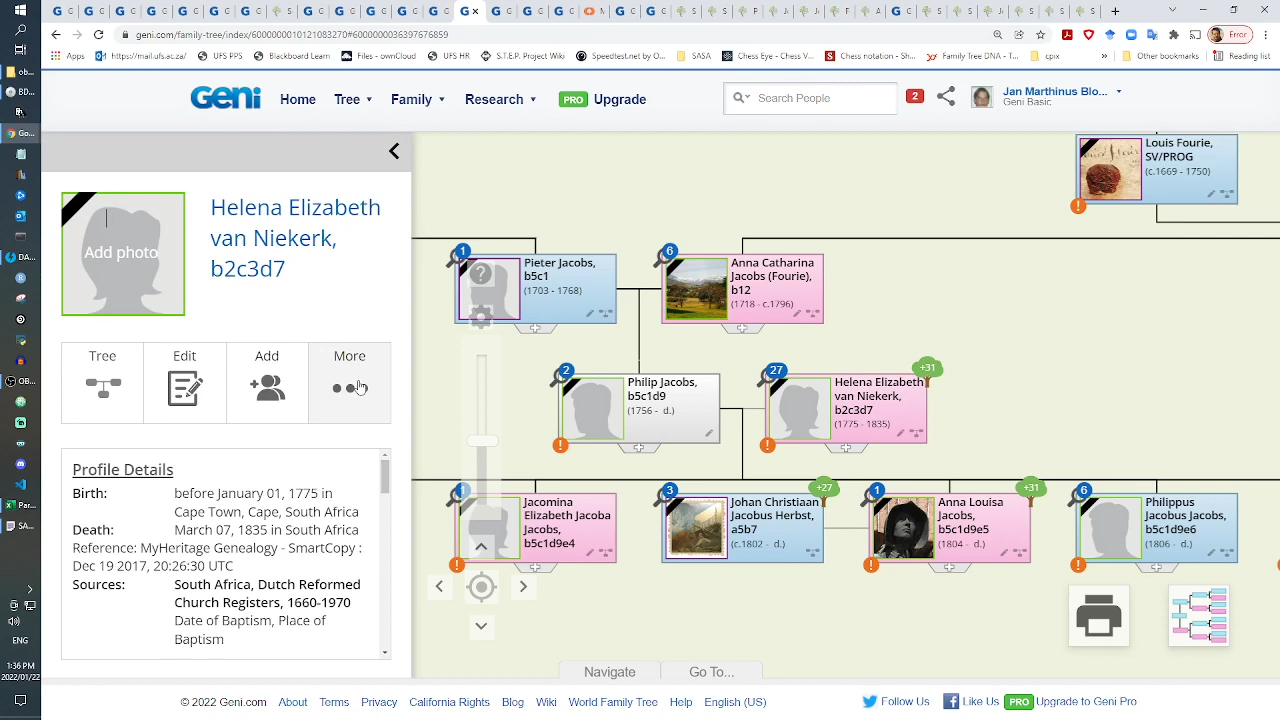 geni.com/family-tree/index/6000000010121089270#6000000003697676859
Error
Apps
https://mail.ufs.ac.za/
UFS PPS
Blackboard Learn
Files - ownCloud
UFS HR
S.T.E.P. Project Wiki
Speedtest.net by O...
SASA
Chess Eye - Chess V...
Chess notation - Sh...
Family Tree DNA - T...
cpix
»
Other bookmarks
Reading list
Geni
Home
Tree
Family
Research
PRO Upgrade
Search People
2
Jan Marthinus Blo...
Geni Basic
Helena Elizabeth
van Niekerk,
b2c3d7
Add photo
Tree
Edit
Add
More
Profile Details
Birth: before January 01, 1775 in
Cape Town, Cape, South Africa
Death: March 07, 1835 in South Africa
Reference: MyHeritage Genealogy - SmartCopy :
Dec 19 2017, 20:26:30 UTC
Sources: South Africa, Dutch Reformed
Church Registers, 1660-1970
Date of Baptism, Place of
Baptism
Louis Fourie,
SV/PROG
(c.1669 - 1750)
1
Pieter Jacobs,
b5c1
(1703 - 1768)
6
Anna Catharina
Jacobs (Fourie),
b12
(1718 - c.1796)
2
Philip Jacobs,
b5c1d9
(1756 - d.)
27
+31
Helena Elizabeth
van Niekerk,
b2c3d7
(1775 - 1835)
Jacomina
Elizabeth Jacoba
Jacobs,
b5c1d9e4
3
+27
Johan Christiaan
Jacobus Herbst,
a5b7
(c.1802 - d.)
1
+31
Anna Louisa
Jacobs,
b5c1d9e5
(1804 - d.)
6
Philippus
Jacobus Jacobs,
b5c1d9e6
(1806 - d.)
Navigate
Go To...
© 2022 Geni.com
About
Terms
Privacy
California Rights
Blog
Wiki
World Family Tree
Help
English (US)
Follow Us
Like Us
PRO Upgrade to Geni Pro
ENG
1:36 PM
2022/01/22